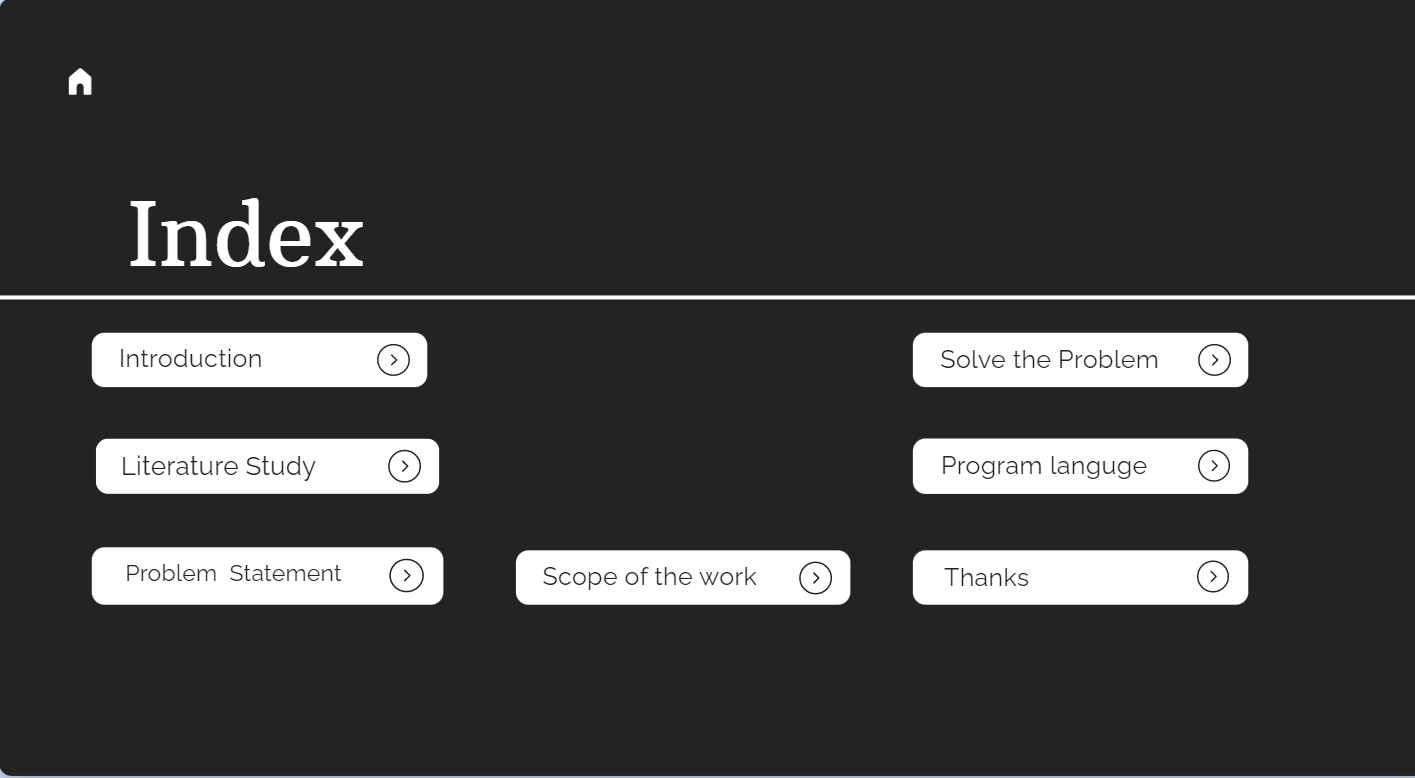 Index
Introduction
Solve the Problem
Literature Study
Program languge
Problem  Statement
Scope of the work
Thanks